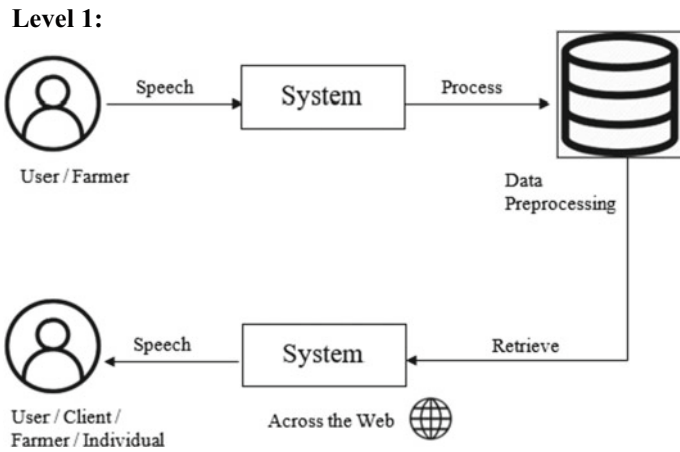 Level 1:
Speech
System
Process
User / Farmer
Data
Preprocessing
Speech
System
Retrieve
User / Client /
Farmer / Individual
Across the Web